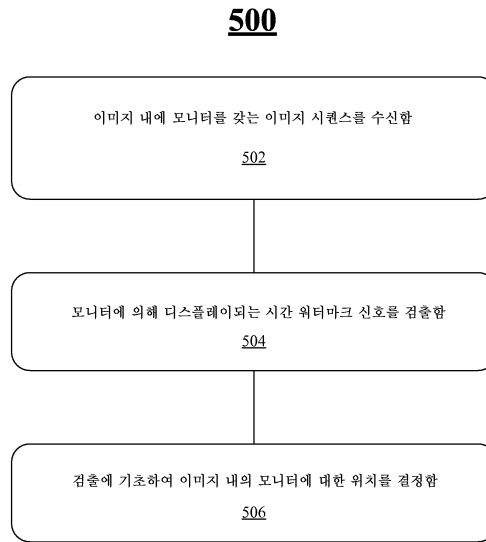 500
이미지 내에 모니터를 갖는 이미지 시퀀스를 수신함
502
모니터에 의해 디스플레이되는 시간 워터마크 신호를 검출함
504
검출에 기초하여 이미지 내의 모니터에 대한 위치를 결정함
506